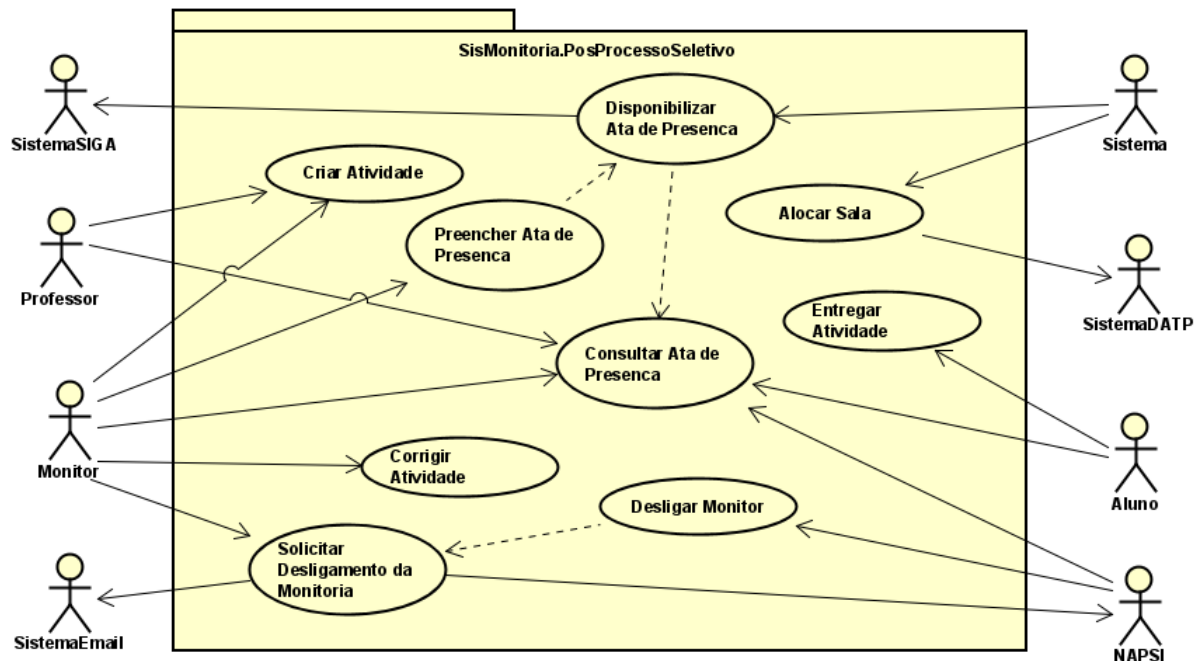 SisMonitoria.PosProcessoSeletivo
SistemaSIGA
Disponibilizar
Ata de Presenca
Sistema
Criar Atividade
Alocar Sala
Preencher Ata de
Presenca
Professor
SistemaDATP
Entregar
Atividade
Consultar Ata de
Presenca
Monitor
Corrigir
Atividade
Aluno
Desligar Monitor
Solicitar
Desligamento da
Monitoria
SistemaEmail
NAPSI